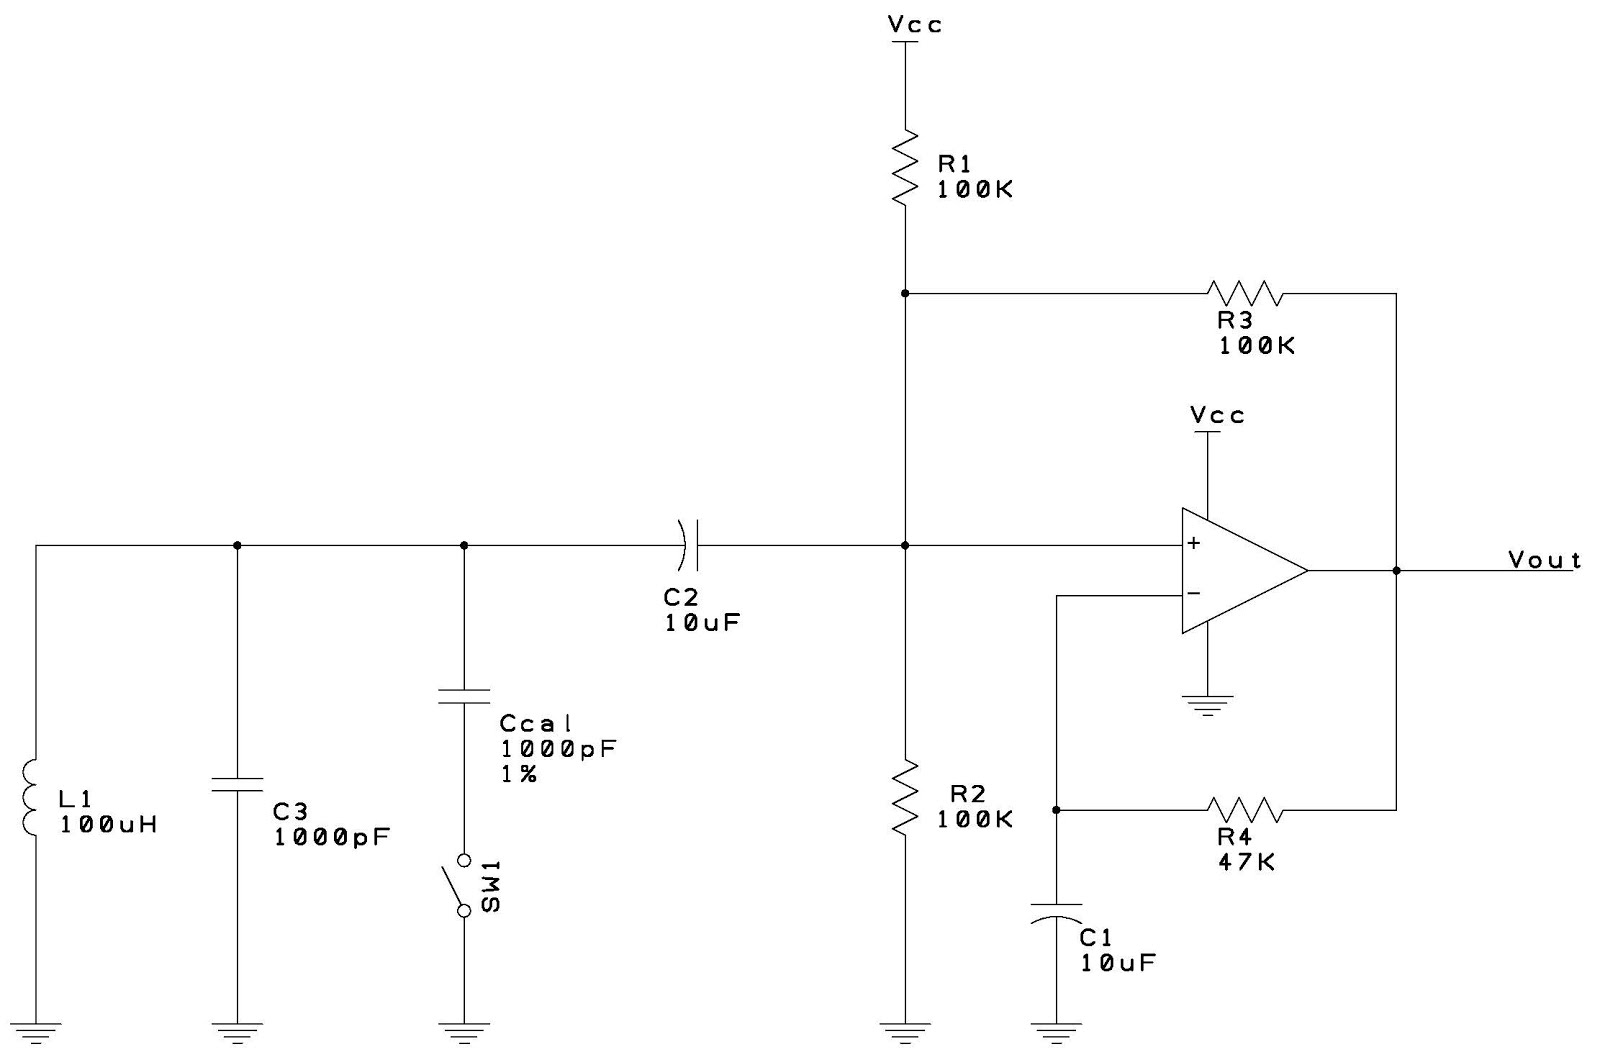 Vcc
R1
100K
R3
100K
Vcc
+
Vout
-
C2
10uF
Ccal
1000pF
1%
L1
100uH
C3
1000pF
R2
100K
R4
47K
SW1
C1
10uF